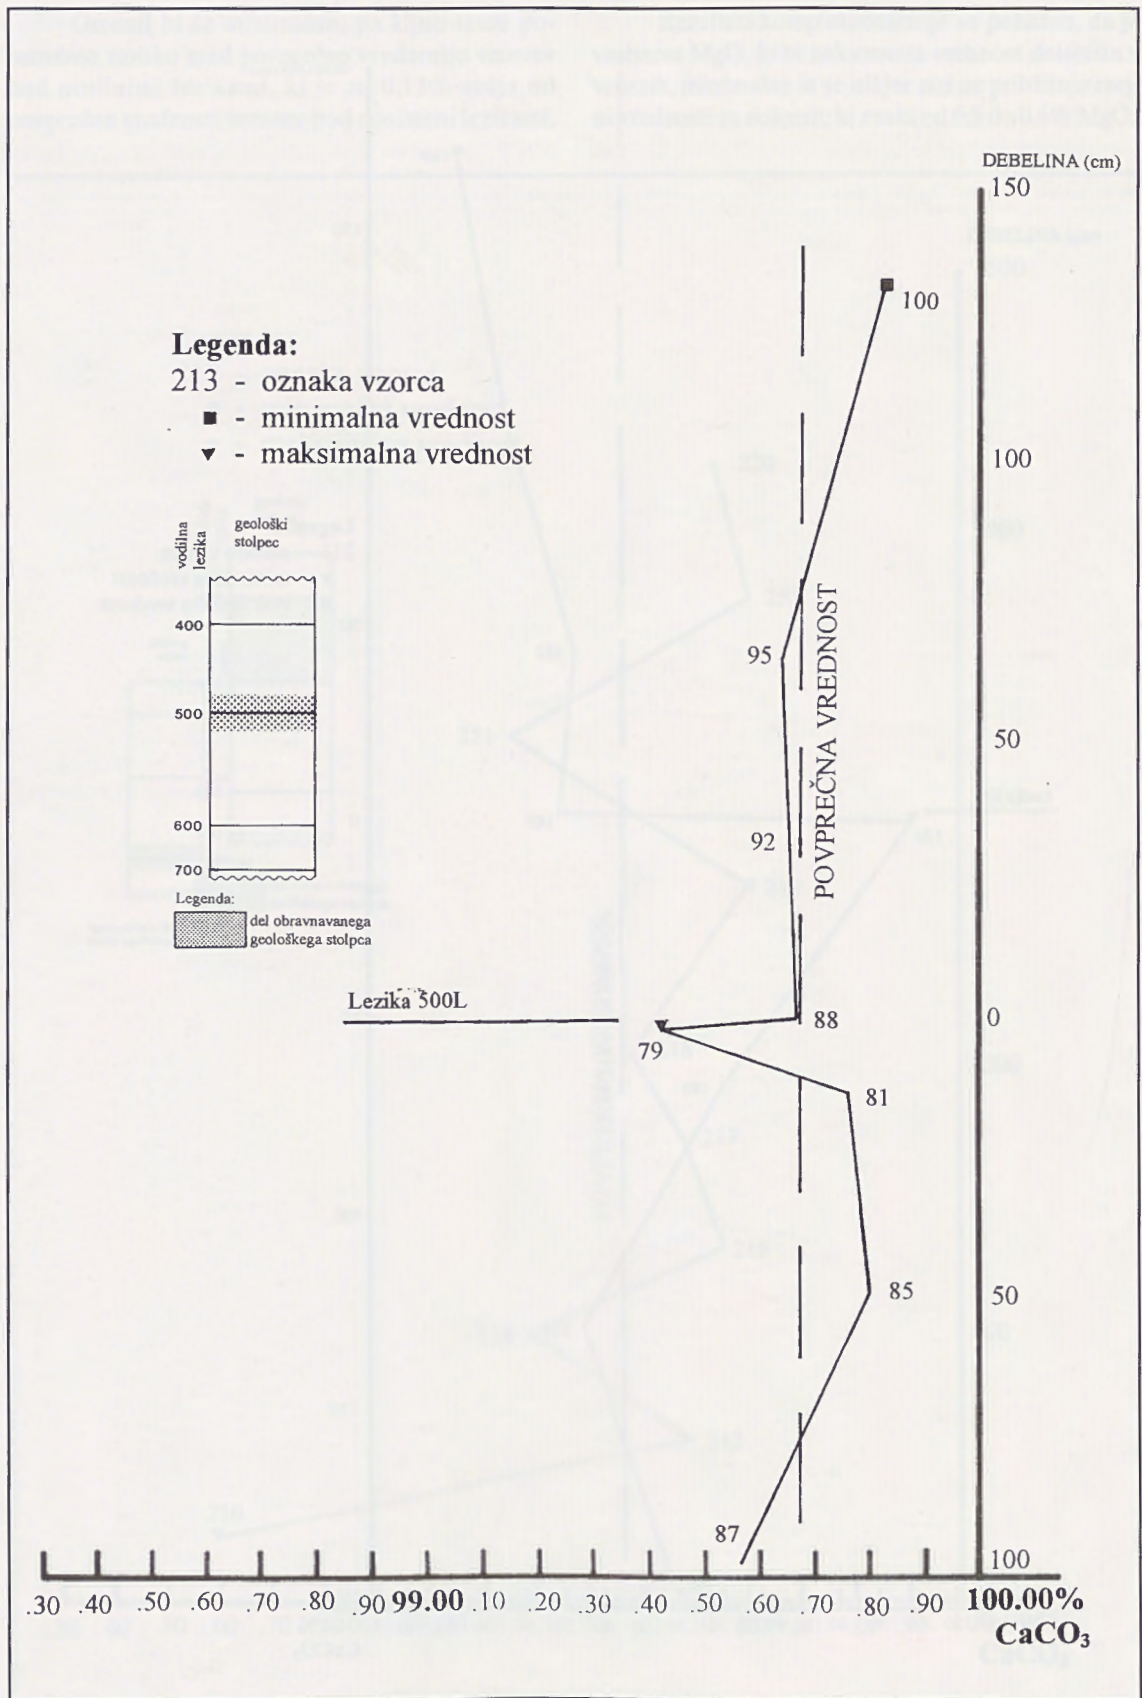 DEBELINA (cm)
150
100
Legenda:
213 - oznaka vzorca
■ - minimalna vrednost
▼ - maksimalna vrednost
100
vodilna
lezika
geološki
stolpec
400
500
600
700
Legenda:
del obravnavanega
geološkega stolpca
95
50
POVPREČNA VREDNOST
92
Lezika 500L
88
0
79
81
85
50
87
100
.30 .40 .50 .60 .70 .80 .90 99.00 .10 .20 .30 .40 .50 .60 .70 .80 .90 100.00%
CaCO₃